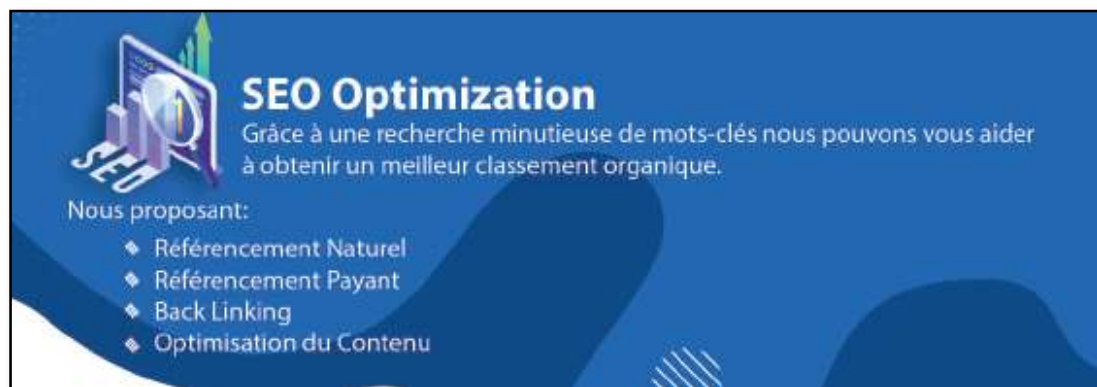 SEO
SEO Optimization
Grâce à une recherche minutieuse de mots-clés nous pouvons vous aider
à obtenir un meilleur classement organique.
Nous proposant:
Référencement Naturel
Référencement Payant
Back Linking
Optimisation du Contenu